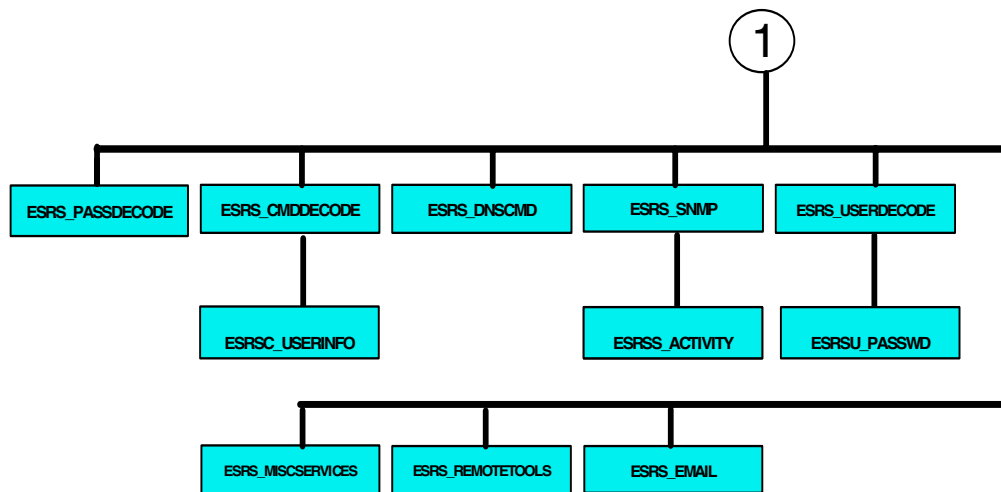 1
ESRS_PASSDECODE
ESRS_CMDDECODE
ESRS_DNSCMD
ESRS_SNMP
ESRS_USERDECODE
ESRSC_USERINFO
ESRSS_ACTIVITY
ESRSU_PASSWD
ESRS_MISCSERVICES
ESRS_REMOTETOOLS
ESRS_EMAIL